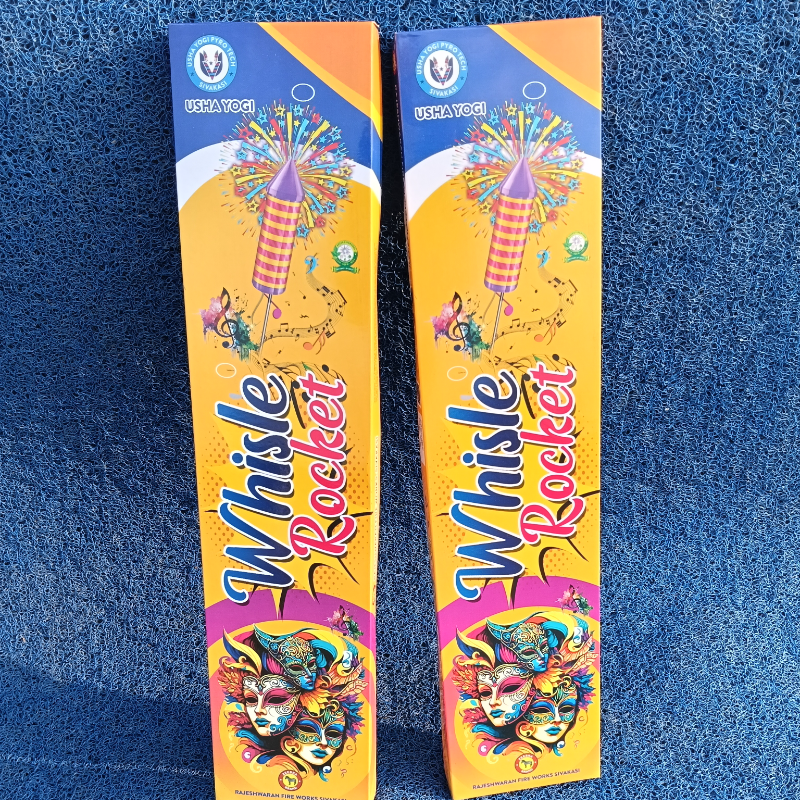 USHA YOGI PYRO TECH
SIVAKASI
USHA YOGI
Whisle
Rocket
RAJESHWARAN FIRE WORKS SIVAKASI
USHA YOGI PYRO TECH
SIVAKASI
USHA YOGI
Whisle
Rocket
RAJESHWARAN FIRE WORKS SIVAKASI